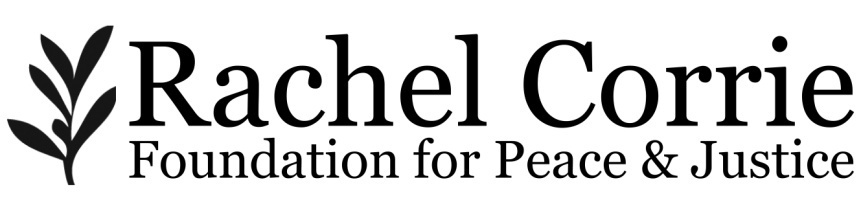 Rachel Corrie
Foundation for Peace & Justice